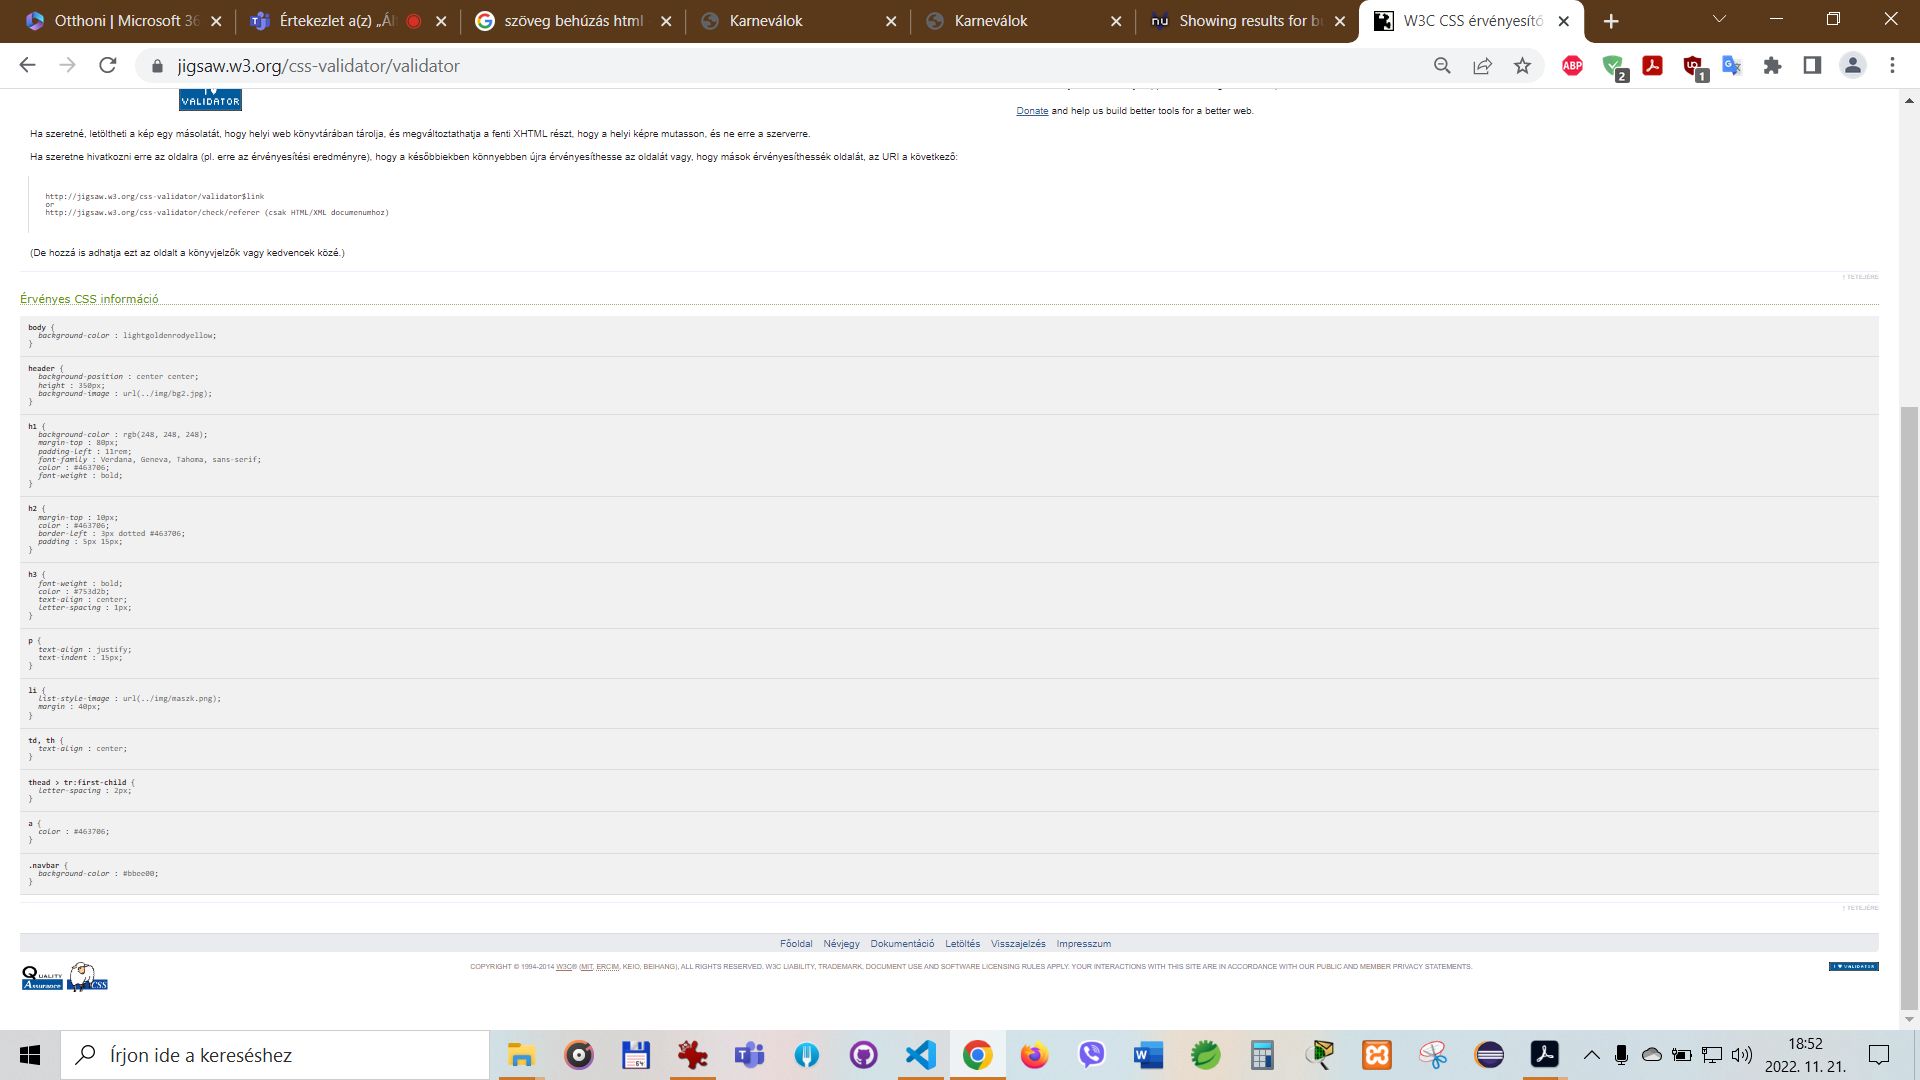 Otthoni | Microsoft 36
Értekezlet a(z) „Ál
szöveg behúzás html -
Karneválok
Karneválok
Showing results for bu
W3C CSS érvényesítő
jigsaw.w3.org/css-validator/validator
ABP
2
1
VALIDATOR
Donate and help us build better tools for a better web.
Ha szeretné, letöltheti a kép egy másolatát, hogy helyi web könyvtárában tárolja, és megváltoztathatja a fenti XHTML részt, hogy a helyi képre mutasson, és ne erre a szerverre.
Ha szeretne hivatkozni erre az oldalra (pl. erre az érvényesítési eredményre), hogy a későbbiekben könnyebben újra érvényesíthesse az oldalát vagy, hogy mások érvényesíthessék oldalát, az URI a következő:
http://jigsaw.w3.org/css-validator/validator$link
or
http://jigsaw.w3.org/css-validator/check/referer (csak HTML/XML documenumhoz)
(De hozzá is adhatja ezt az oldalt a könyvjelzők vagy kedvencek közé.)
↑ TETEJÉRE
Érvényes CSS információ
body {
background-color : lightgoldenrodyellow;
}
header {
background-position : center center;
height : 350px;
background-image : url(../img/bg2.jpg);
}
h1 {
background-color : rgb(248, 248, 248);
margin-top : 80px;
padding-left : 11rem;
font-family : Verdana, Geneva, Tahoma, sans-serif;
color : #463706;
font-weight : bold;
}
h2 {
margin-top : 10px;
color : #463706;
border-left : 3px dotted #463706;
padding : 5px 15px;
}
h3 {
font-weight : bold;
color : #753d2b;
text-align : center;
letter-spacing : 1px;
}
p {
text-align : justify;
text-indent : 15px;
}
li {
list-style-image : url(../img/maszk.png);
margin : 40px;
}
td, th {
text-align : center;
}
thead > tr:first-child {
letter-spacing : 2px;
}
a {
color : #463706;
}
.navbar {
background-color : #bbee00;
}
↑ TETEJÉRE
Főoldal Névjegy Dokumentáció Letöltés Visszajelzés Impresszum
QUALITY
Assurance
CSS
COPYRIGHT © 1994-2014 W3C® (MIT, ERCIM, KEIO, BEIHANG), ALL RIGHTS RESERVED. W3C LIABILITY, TRADEMARK, DOCUMENT USE AND SOFTWARE LICENSING RULES APPLY. YOUR INTERACTIONS WITH THIS SITE ARE IN ACCORDANCE WITH OUR PUBLIC AND MEMBER PRIVACY STATEMENTS.
I ♥ VALIDATOR
Írjon ide a kereséshez
64
18:52
2022. 11. 21.